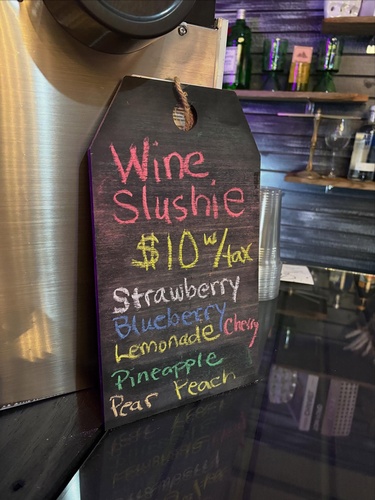 Wine
Slushie
$10 w/tax
Strawberry
Blueberry
Lemonade Cherry
Pineapple
Pear Peach